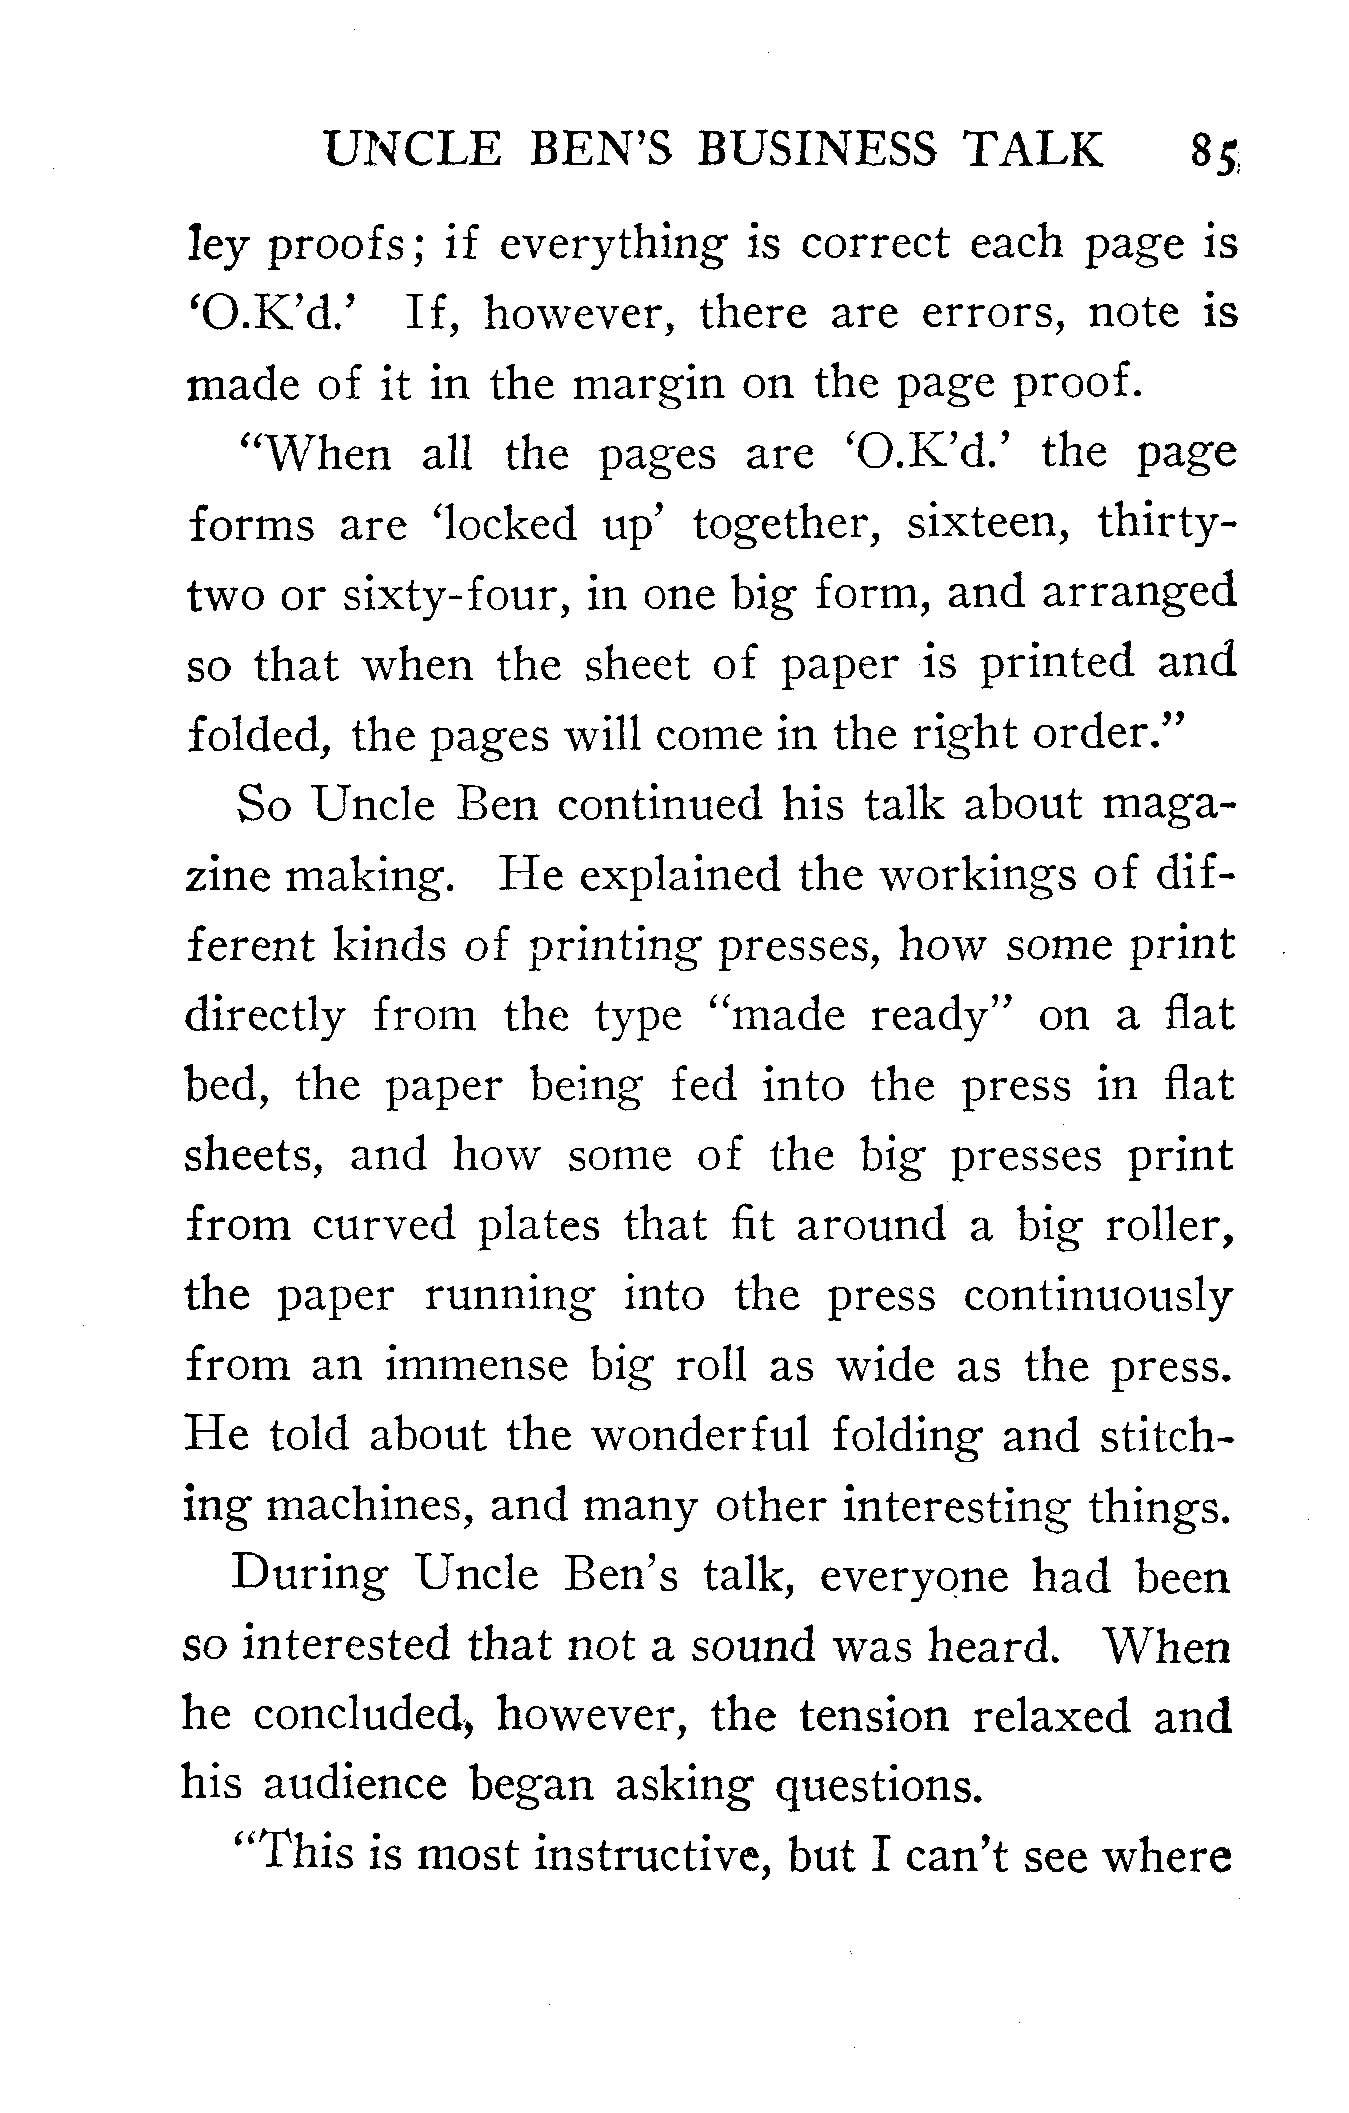 UNCLE BEN'S BUSINESS TALK 85
ley proofs; if everything is correct each page is
‘O.K’d.’ If, however, there are errors, note is
made of it in the margin on the page proof.
“When all the pages are ‘O.K’d.’ the page
forms are ‘locked up’ together, sixteen, thirty-
two or sixty-four, in one big form, and arranged
so that when the sheet of paper is printed and
folded, the pages will come in the right order.”
So Uncle Ben continued his talk about maga-
zine making. He explained the workings of dif-
ferent kinds of printing presses, how some print
directly from the type “made ready” on a flat
bed, the paper being fed into the press in flat
sheets, and how some of the big presses print
from curved plates that fit around a big roller,
the paper running into the press continuously
from an immense big roll as wide as the press.
He told about the wonderful folding and stitch-
ing machines, and many other interesting things.
During Uncle Ben’s talk, everyone had been
so interested that not a sound was heard. When
he concluded, however, the tension relaxed and
his audience began asking questions.
“This is most instructive, but I can’t see where